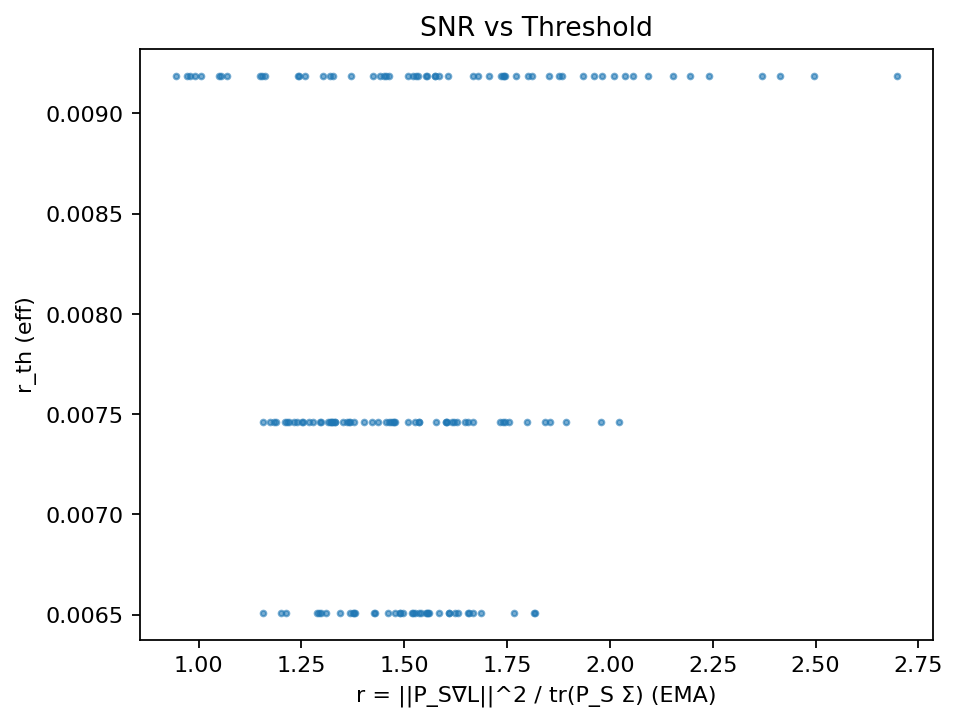 SNR vs Threshold
0.0090
0.0085
0.0080
0.0075
0.0070
0.0065
r_th (eff)
1.00 1.25 1.50 1.75 2.00 2.25 2.50 2.75
r = ||P_S∇L||^2 / tr(P_S Σ) (EMA)